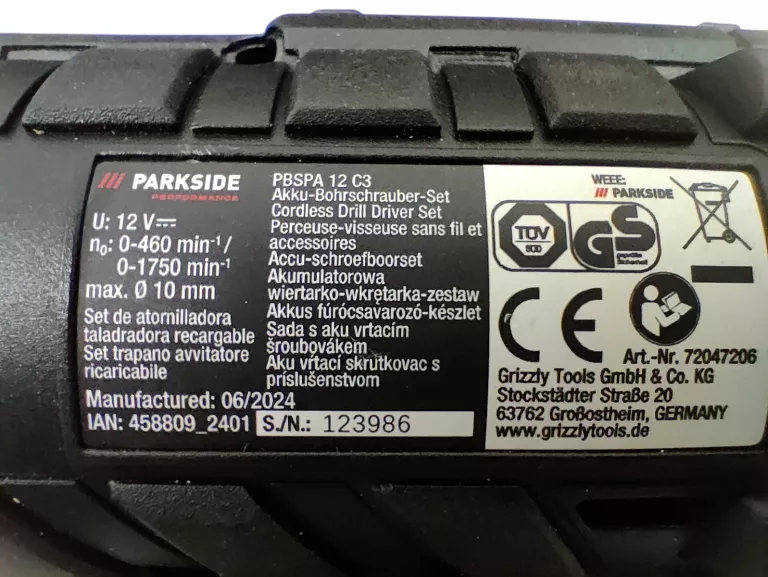 PARKSIDE
PERFORMANCE
U: 12 V
n₀: 0-460 min⁻¹/
0-1750 min⁻¹
max. Ø 10 mm
Set de atornilladora
taladradora recargable
Set trapano avvitatore
ricaricabile
PBSPA 12 C3
Akku-Bohrschrauber-Set
Cordless Drill Driver Set
Perceuse-visseuse sans fil et
accessoires
Accu-schroefboorset
Akumulatorowa
wiertarko-wkrętarka-zestaw
Akkus fúrócsavarozó-készlet
Sada s aku vrtacím
šroubovákem
Aku vŕtací skrutkovac s
príslušenstvom
Manufactured: 06/2024
IAN: 458809_2401
S./N.: 123986
WEEE:
PARKSIDE
TÜV
SÜD
GS
geprüfte
Sicherheit
CE
Art.-Nr. 72047206
Grizzly Tools GmbH & Co. KG
Stockstädter Straße 20
63762 Großostheim, GERMANY
www.grizzlytools.de